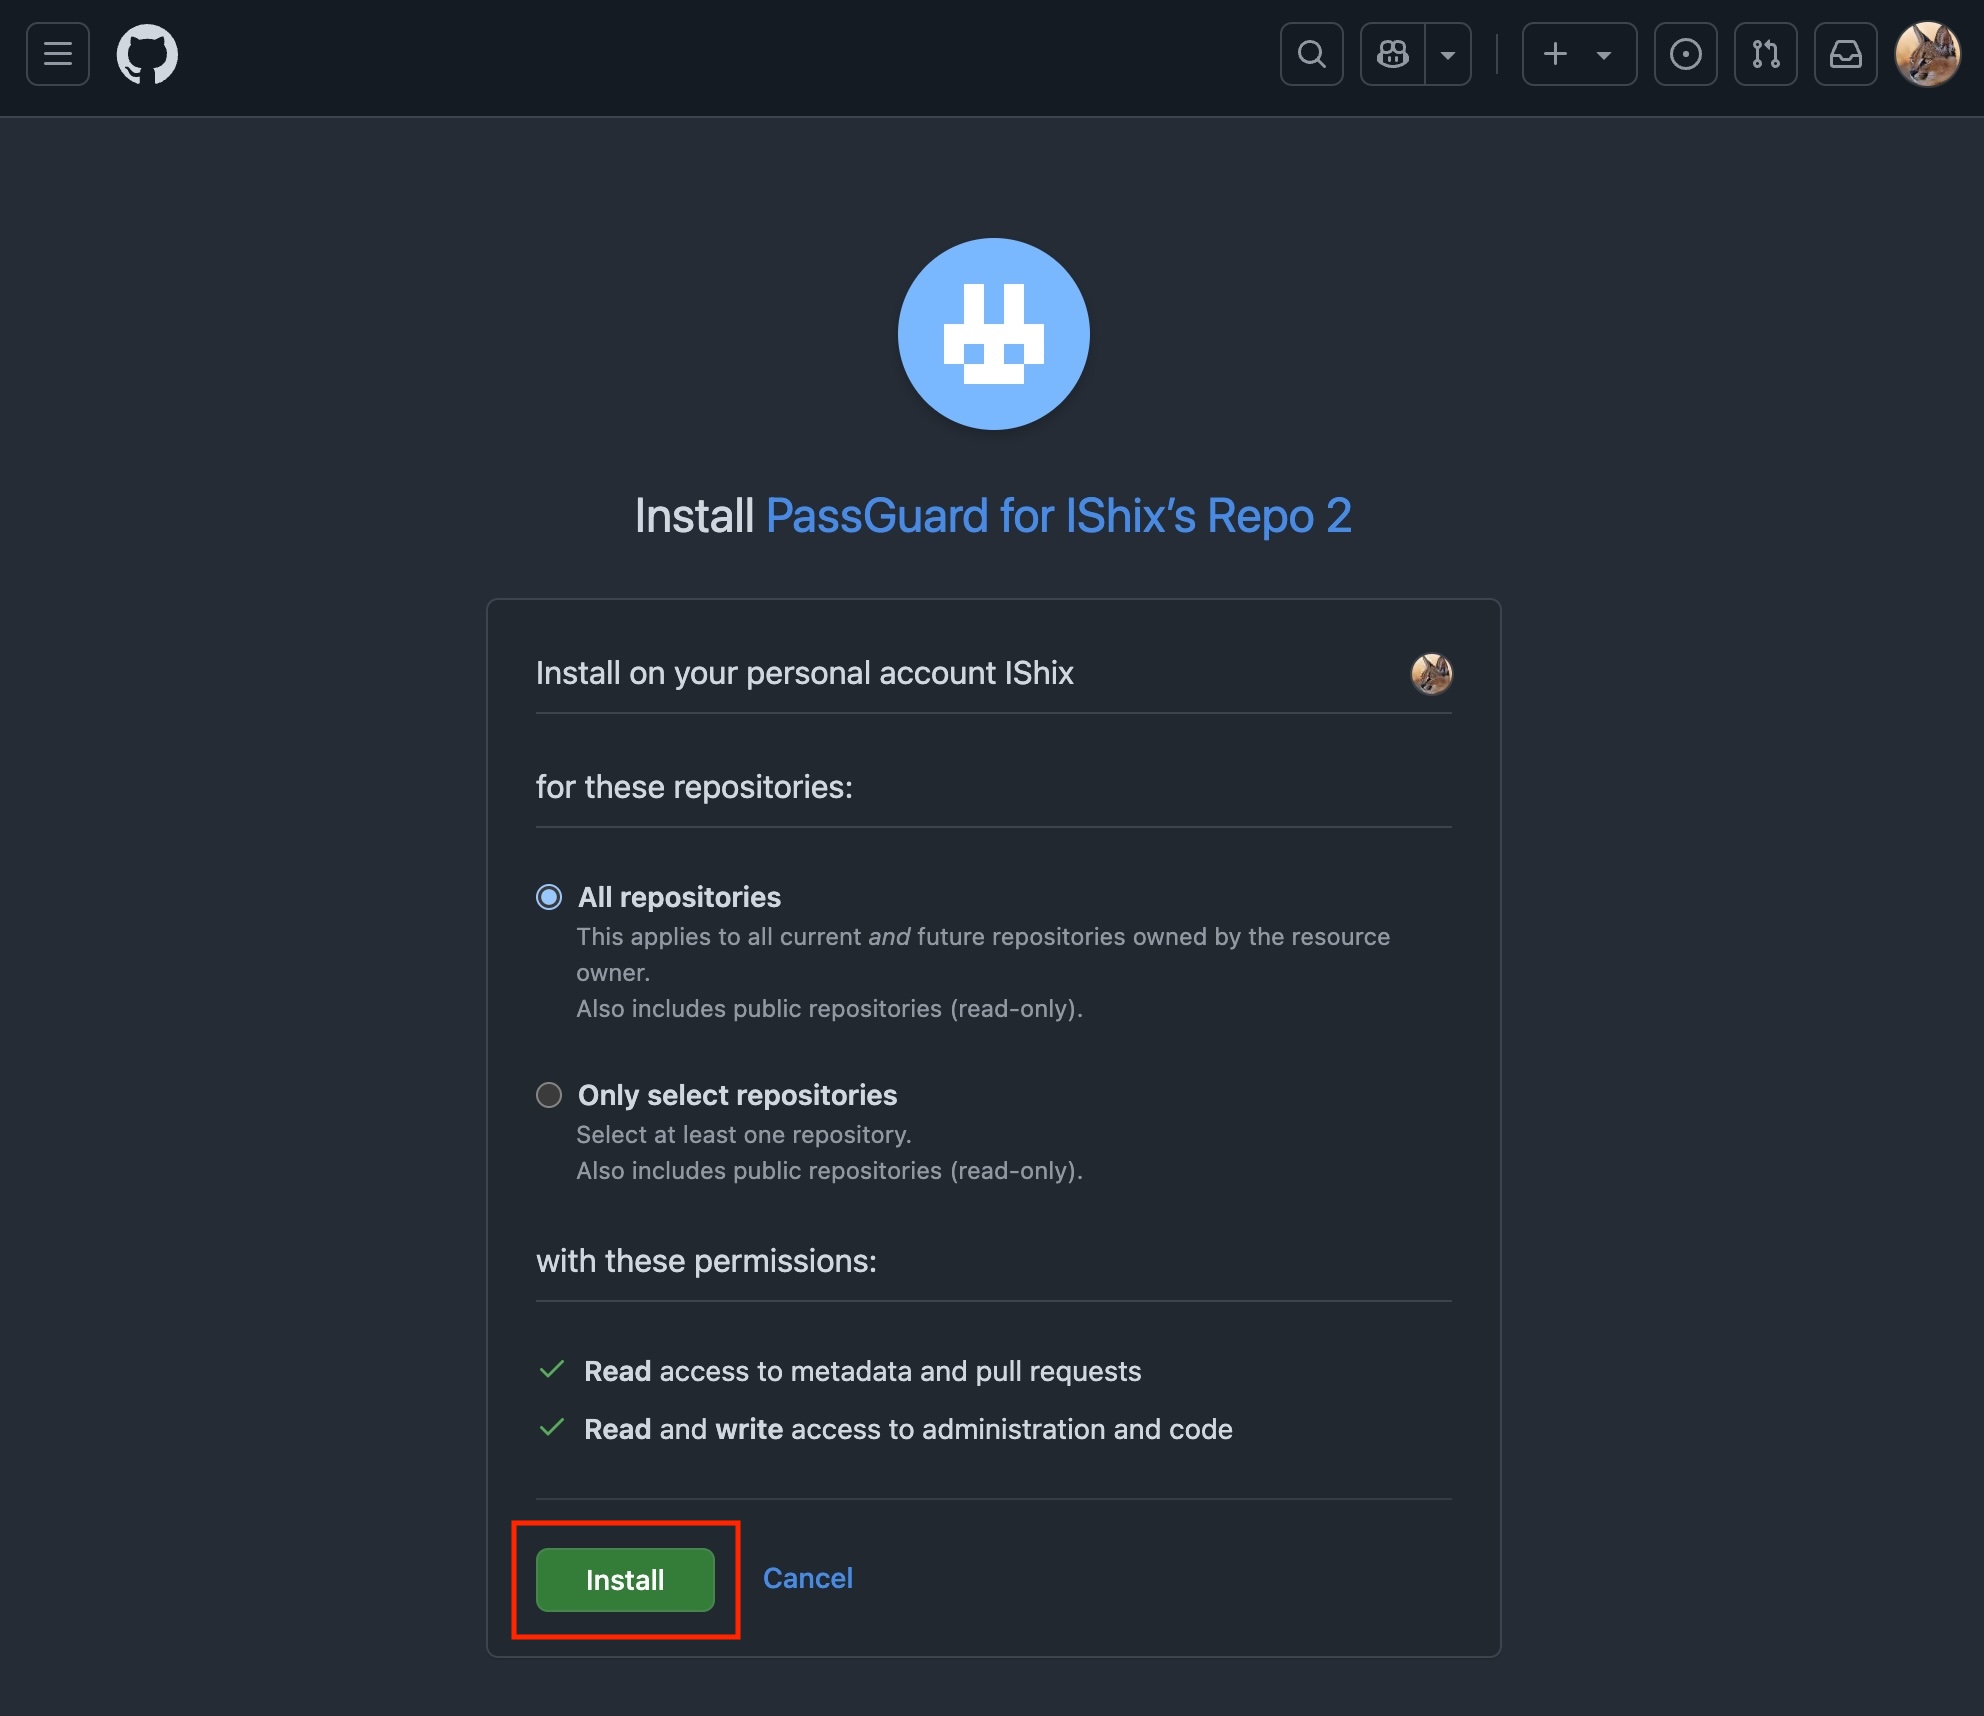 Install PassGuard for IShix’s Repo 2
Install on your personal account IShix
for these repositories:
All repositories
This applies to all current and future repositories owned by the resource
owner.
Also includes public repositories (read-only).
Only select repositories
Select at least one repository.
Also includes public repositories (read-only).
with these permissions:
Read access to metadata and pull requests
Read and write access to administration and code
Install
Cancel